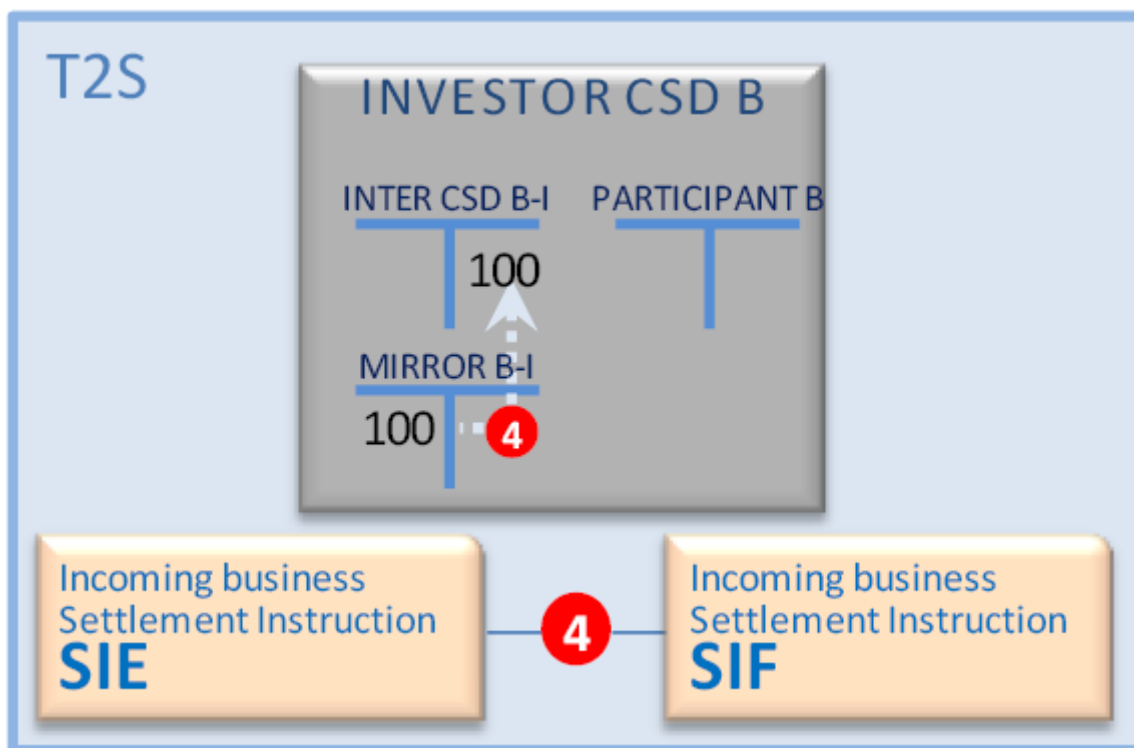 T2S
INVESTOR CSD B
INTER CSD B-I
PARTICIPANT B
100
MIRROR B-I
100
4
Incoming business
Settlement Instruction
SIE
4
Incoming business
Settlement Instruction
SIF